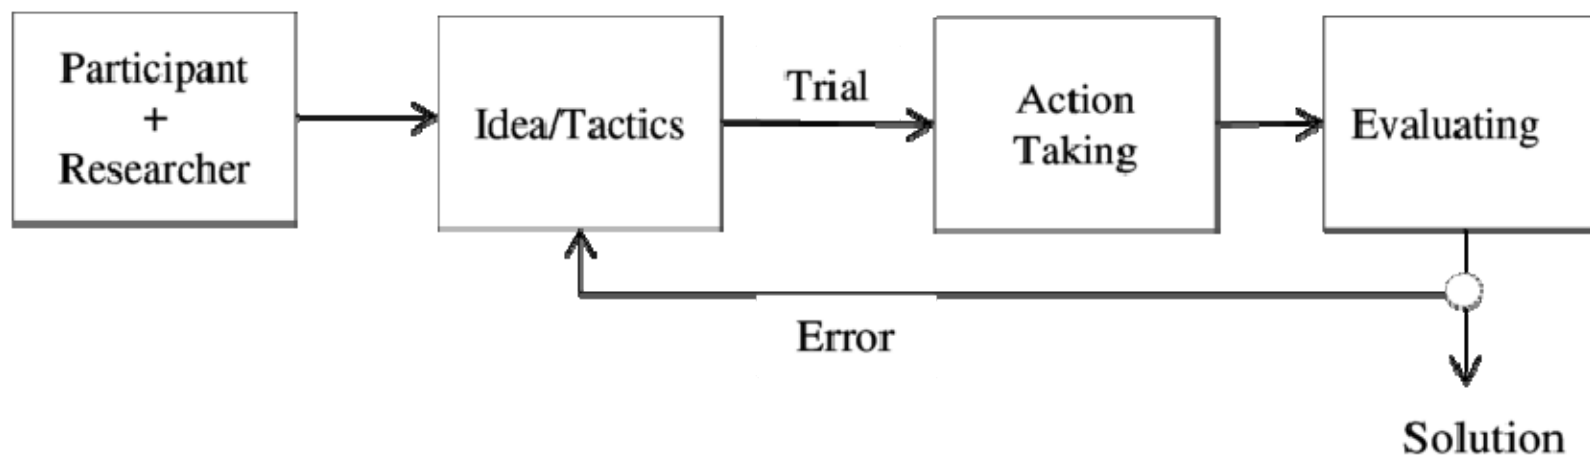 Participant
+
Researcher
Idea/Tactics
Trial
Action
Taking
Evaluating
Error
Solution